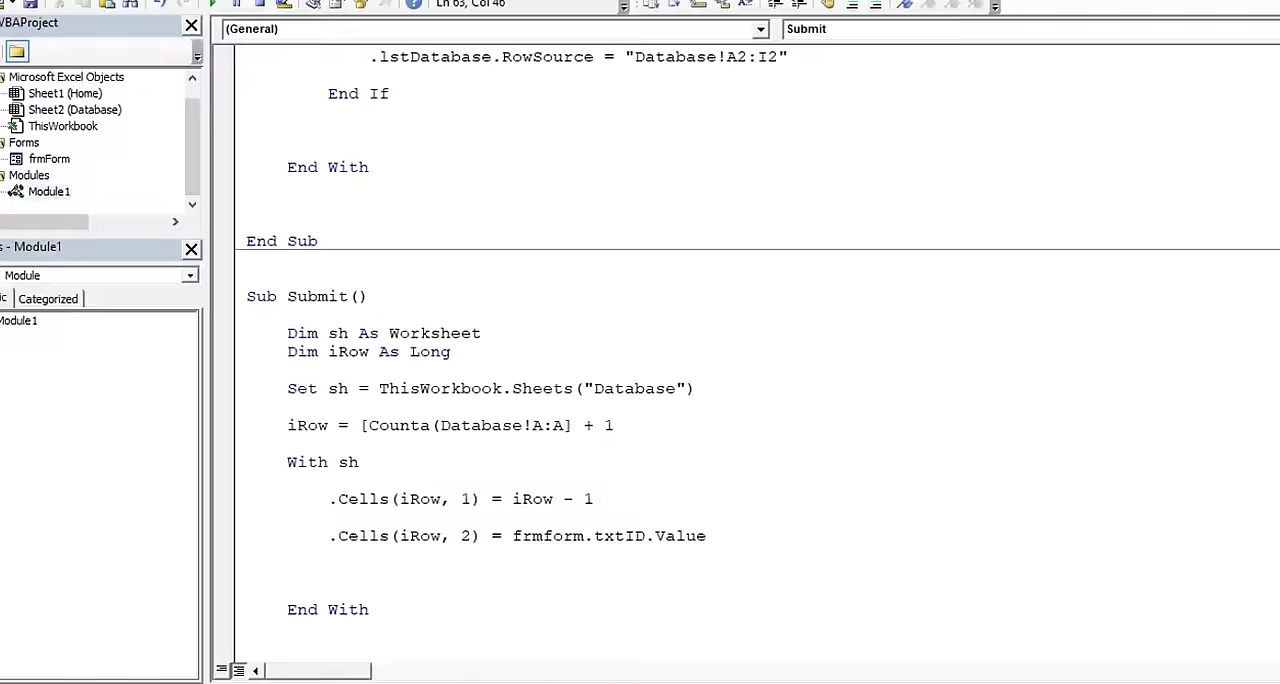 VBAProject
Microsoft Excel Objects
Sheet1 (Home)
Sheet2 (Database)
ThisWorkbook
Forms
frmForm
Modules
Module1
s - Module1
Module
ic Categorized
Module1
Ln 63, Col 46
(General)
Submit
.lstDatabase.RowSource = "Database!A2:I2"
End If
End With
End Sub
Sub Submit()
Dim sh As Worksheet
Dim iRow As Long
Set sh = ThisWorkbook.Sheets("Database")
iRow = [Counta(Database!A:A] + 1
With sh
.Cells(iRow, 1) = iRow - 1
.Cells(iRow, 2) = frmform.txtID.Value
End With